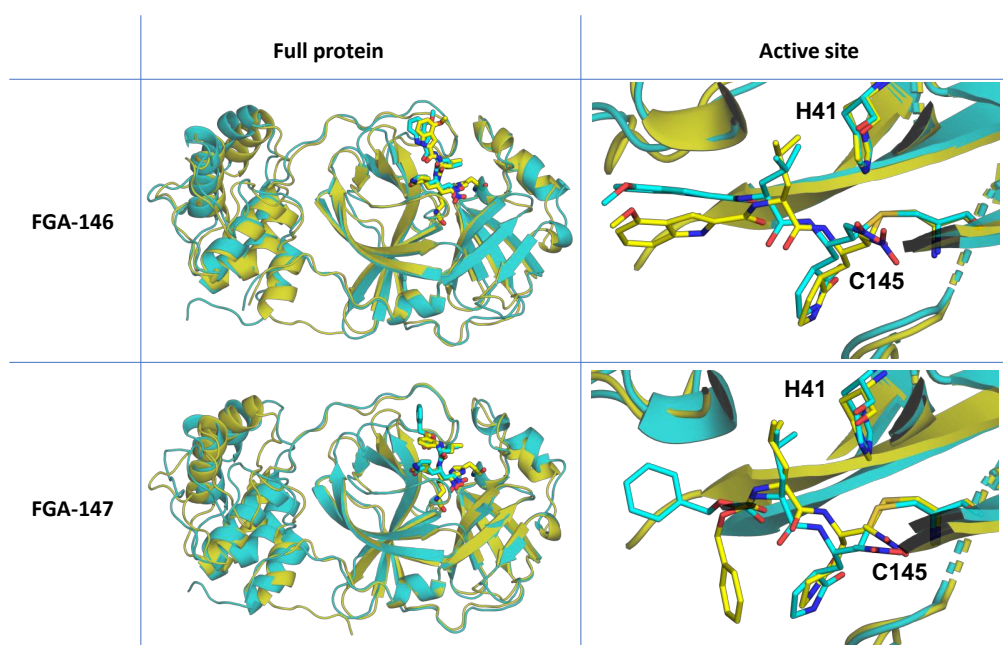 Full protein
Active site
FGA-146
H41
C145
FGA-147
H41
C145